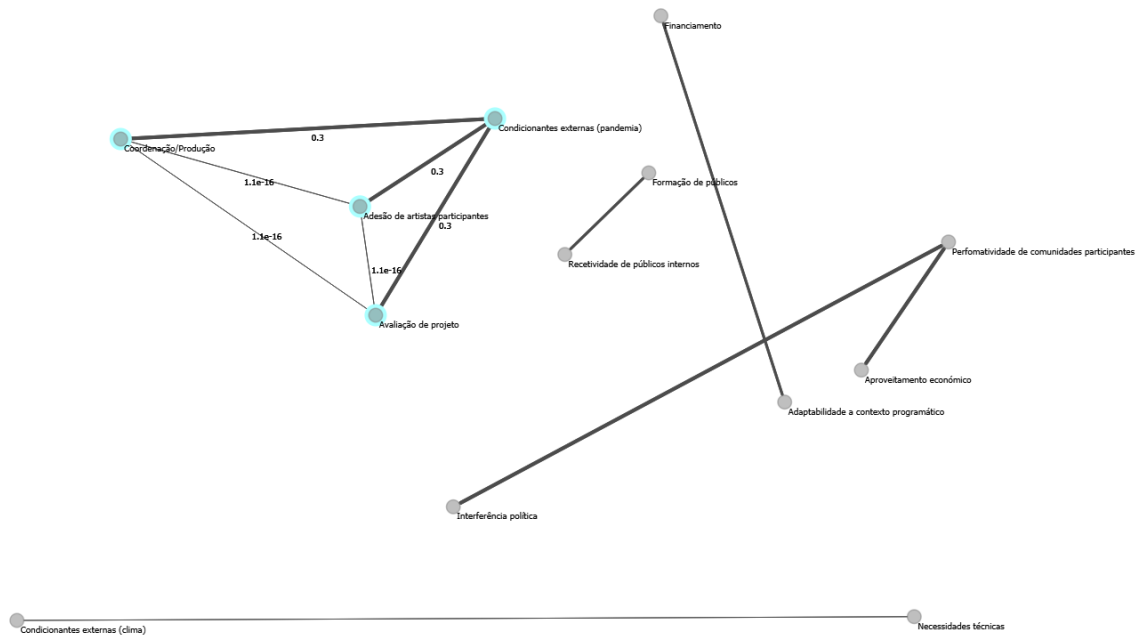 Financiamento
Condicionantes externas (pandemia)
0.3
Coordenação/Produção
0.3
1.1e-16
Formação de públicos
Adesão de artistas participantes
0.3
1.1e-16
Perfomatividade de comunidades participantes
Recetividade de públicos internos
1.1e-16
Avaliação de projeto
Aproveitamento económico
Adaptabilidade a contexto programático
Interferência política
Condicionantes externas (clima)
Necessidades técnicas